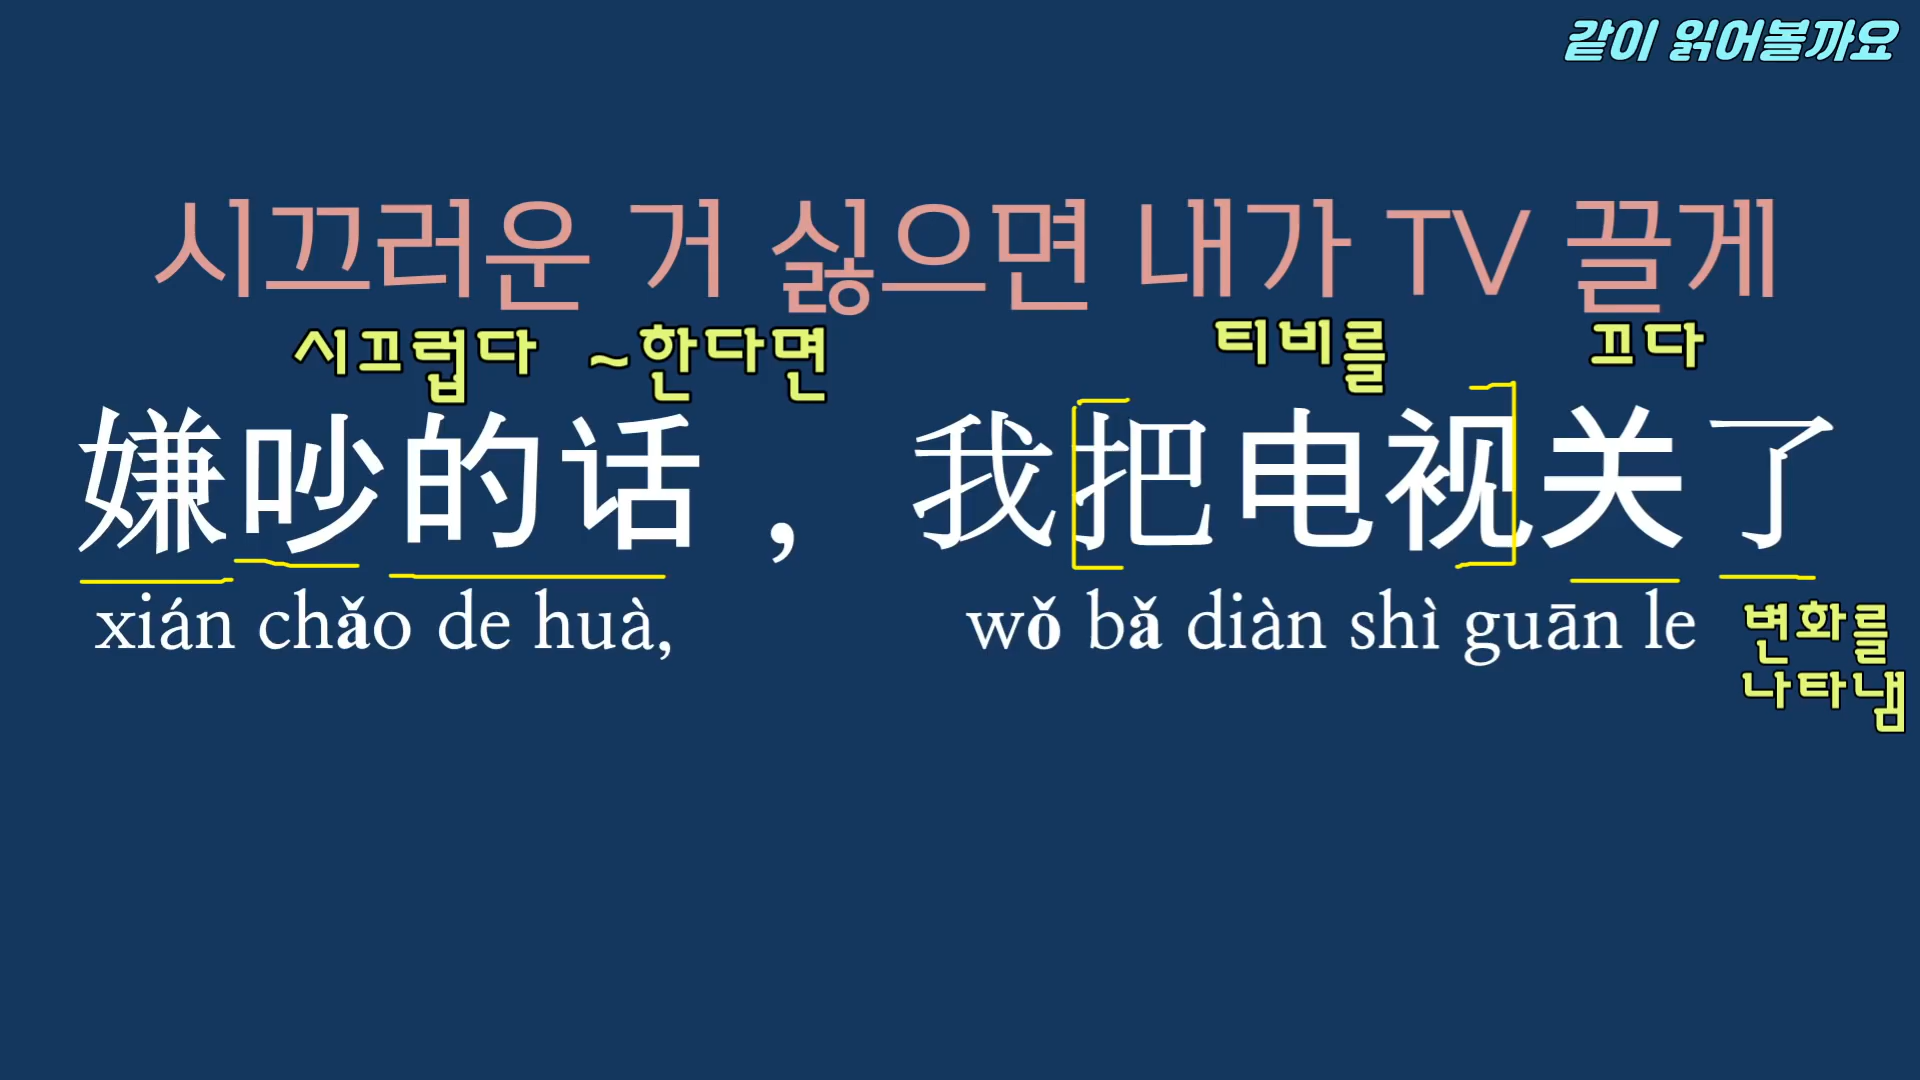 같이 읽어볼까요
시끄러운 거 싫으면 내가 TV 끌게
시끄럽다 ~한다면 티비를 끄다
嫌吵的话，我把电视关了
xián chǎo de huà, wǒ bǎ diàn shì guān le
변화를
나타냄